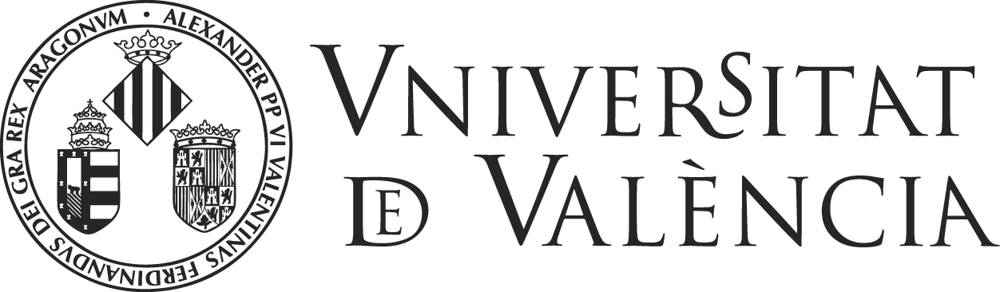 ALEXANDER PP VI VALENTINVS FERDINANDVS DEI GRA REX ARAGONVM •
VNIVERSITAT
DE VALÈNCIA